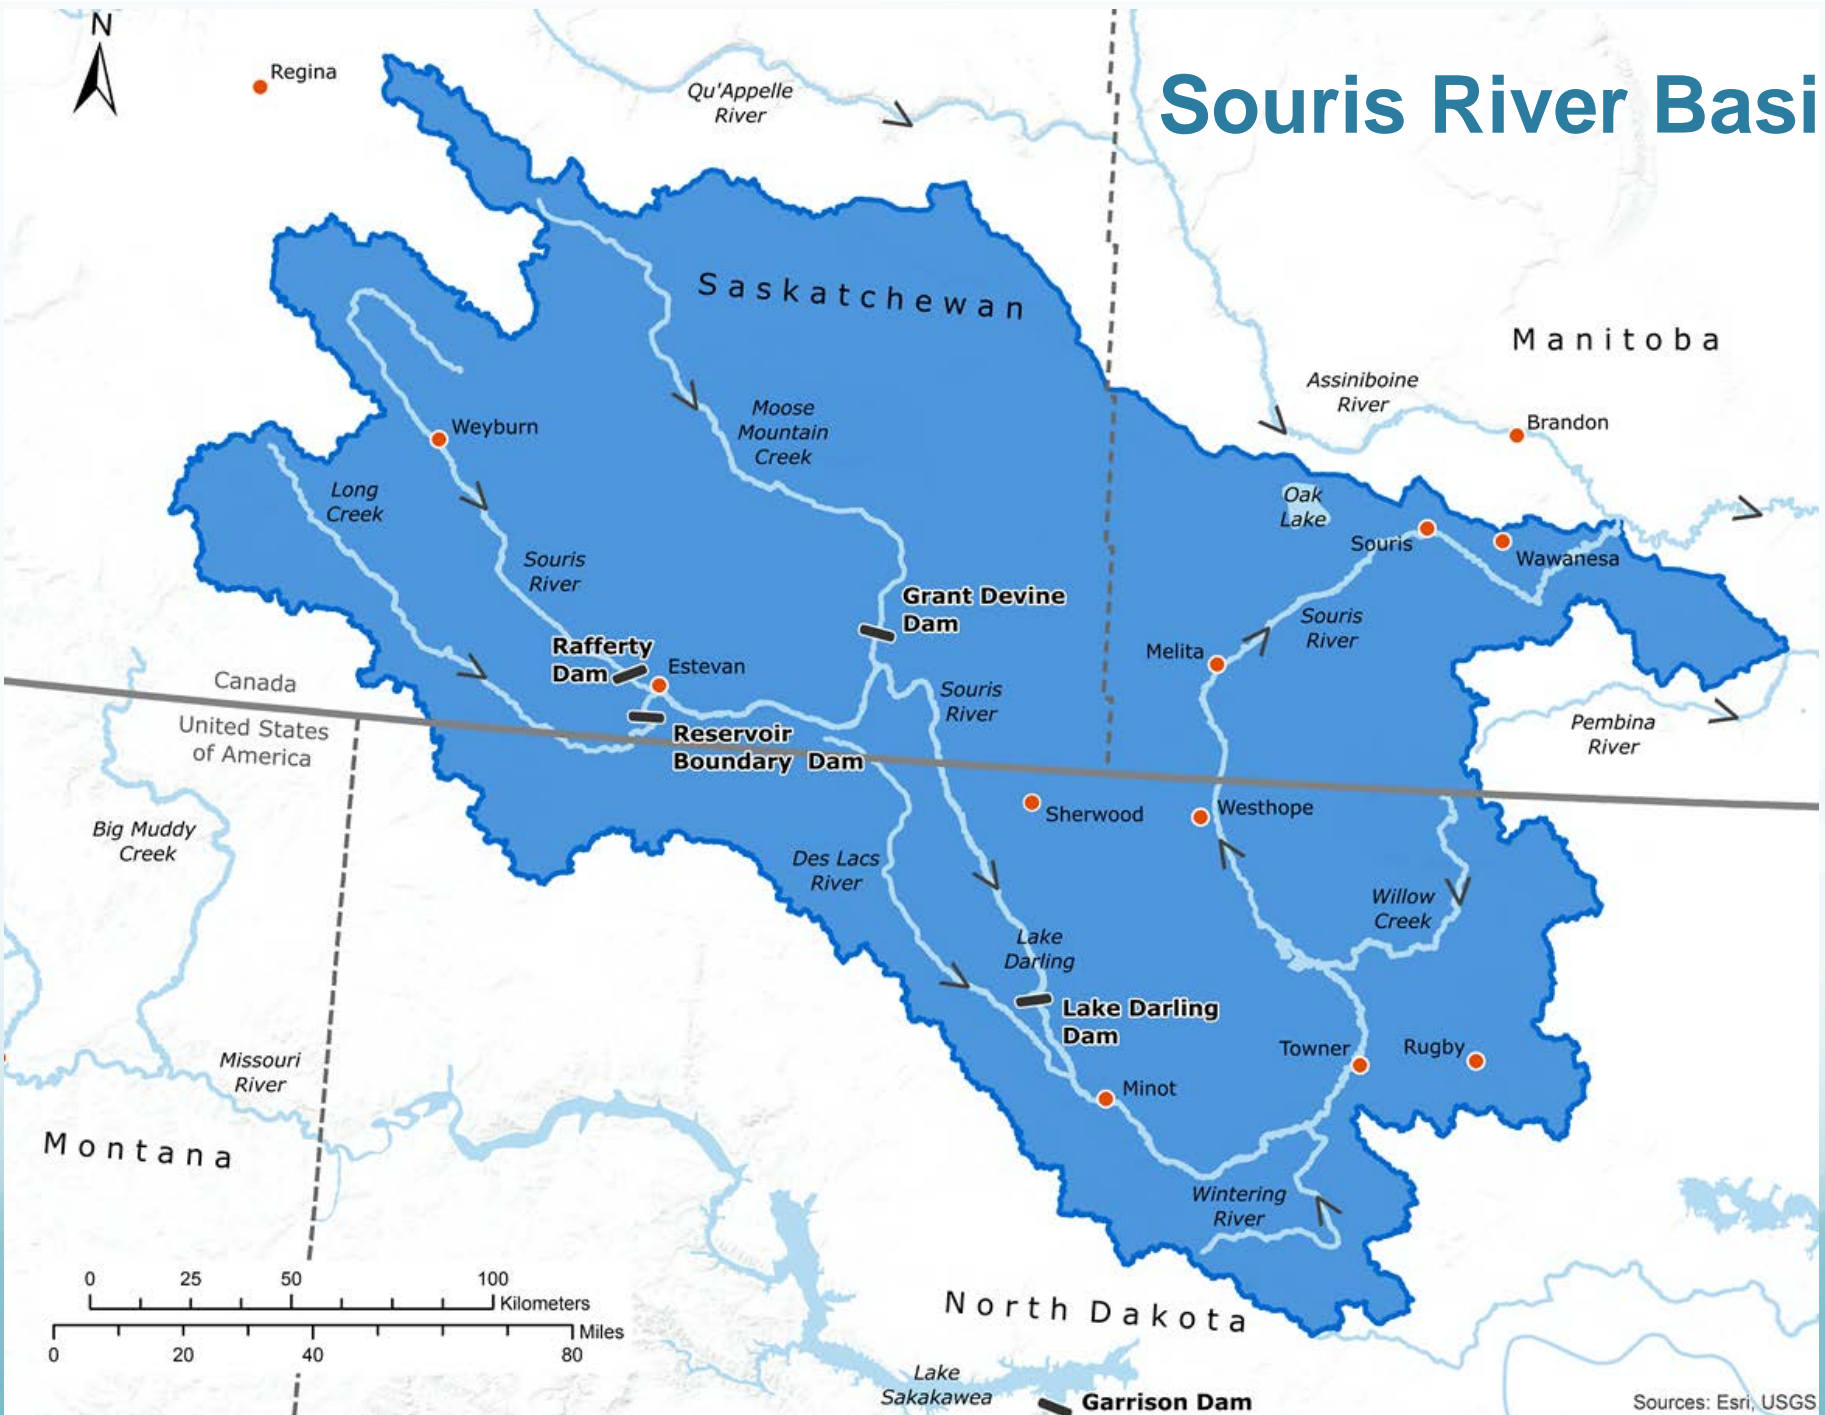 N
Regina
Qu'Appelle
River
Souris River Basi
Saskatchewan
Manitoba
Assiniboine
River
Brandon
Moose
Mountain
Creek
Weyburn
Long
Creek
Oak
Lake
Souris
Wawanesa
Souris
River
Grant Devine
Dam
Souris
River
Melita
Rafferty
Dam
Estevan
Souris
River
Canada
United States
of America
Pembina
River
Reservoir
Boundary Dam
Sherwood
Westhope
Big Muddy
Creek
Des Lacs
River
Willow
Creek
Lake
Darling
Lake Darling
Dam
Towner
Rugby
Missouri
River
Minot
Montana
Wintering
River
0 25 50 100
Kilometers
Miles
0 20 40 80
North Dakota
Lake
Sakakawea
Garrison Dam
Sources: Esri, USGS